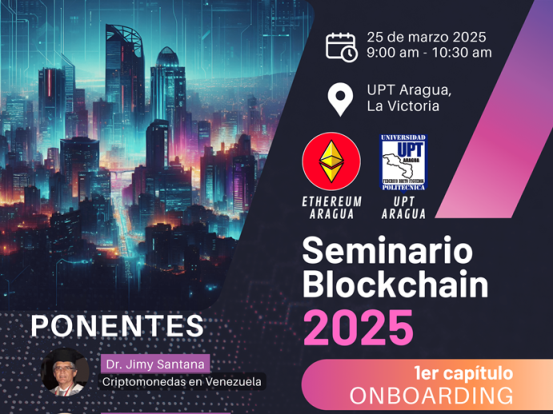 25 de marzo 2025
9:00 am - 10:30 am
UPT Aragua,
La Victoria
UNIVERSIDAD
UPT
ARAGUA
POLITECNICA
ETHEREUM
ARAGUA
UPT
ARAGUA
Seminario
Blockchain
2025
PONENTES
Dr. Jimy Santana
Criptomonedas en Venezuela
1er capítulo
ONBOARDING